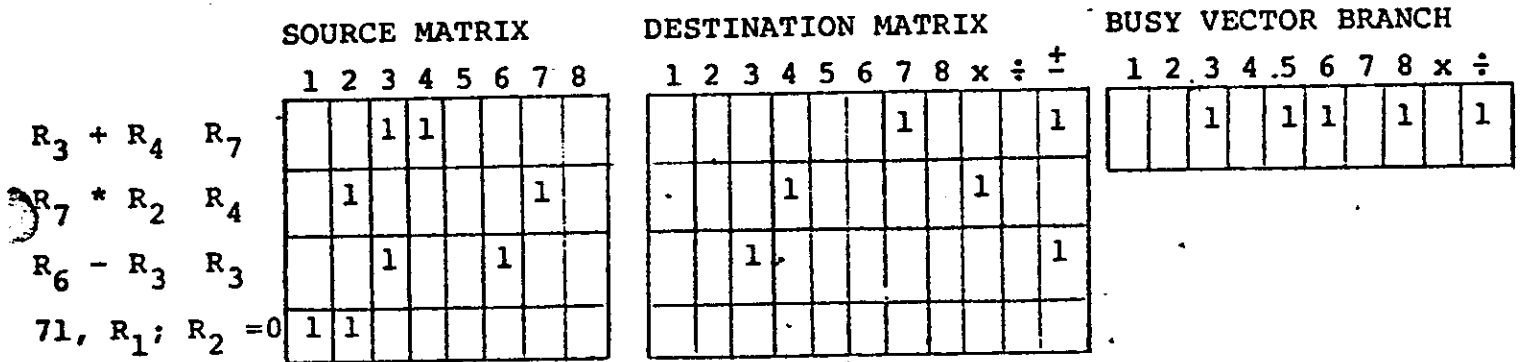 SOURCE MATRIX DESTINATION MATRIX BUSY VECTOR BRANCH
1 2 3 4 5 6 7 8 1 2 3 4 5 6 7 8 x ÷ ± 1 2 3 4 5 6 7 8 x ÷
R3 + R4 R7 1 1 1 1 1 1 1 1 1
R7 * R2 R4 1 1 1 1
R6 - R3 R3 1 1 1 1
71, R1; R2 =0 1 1